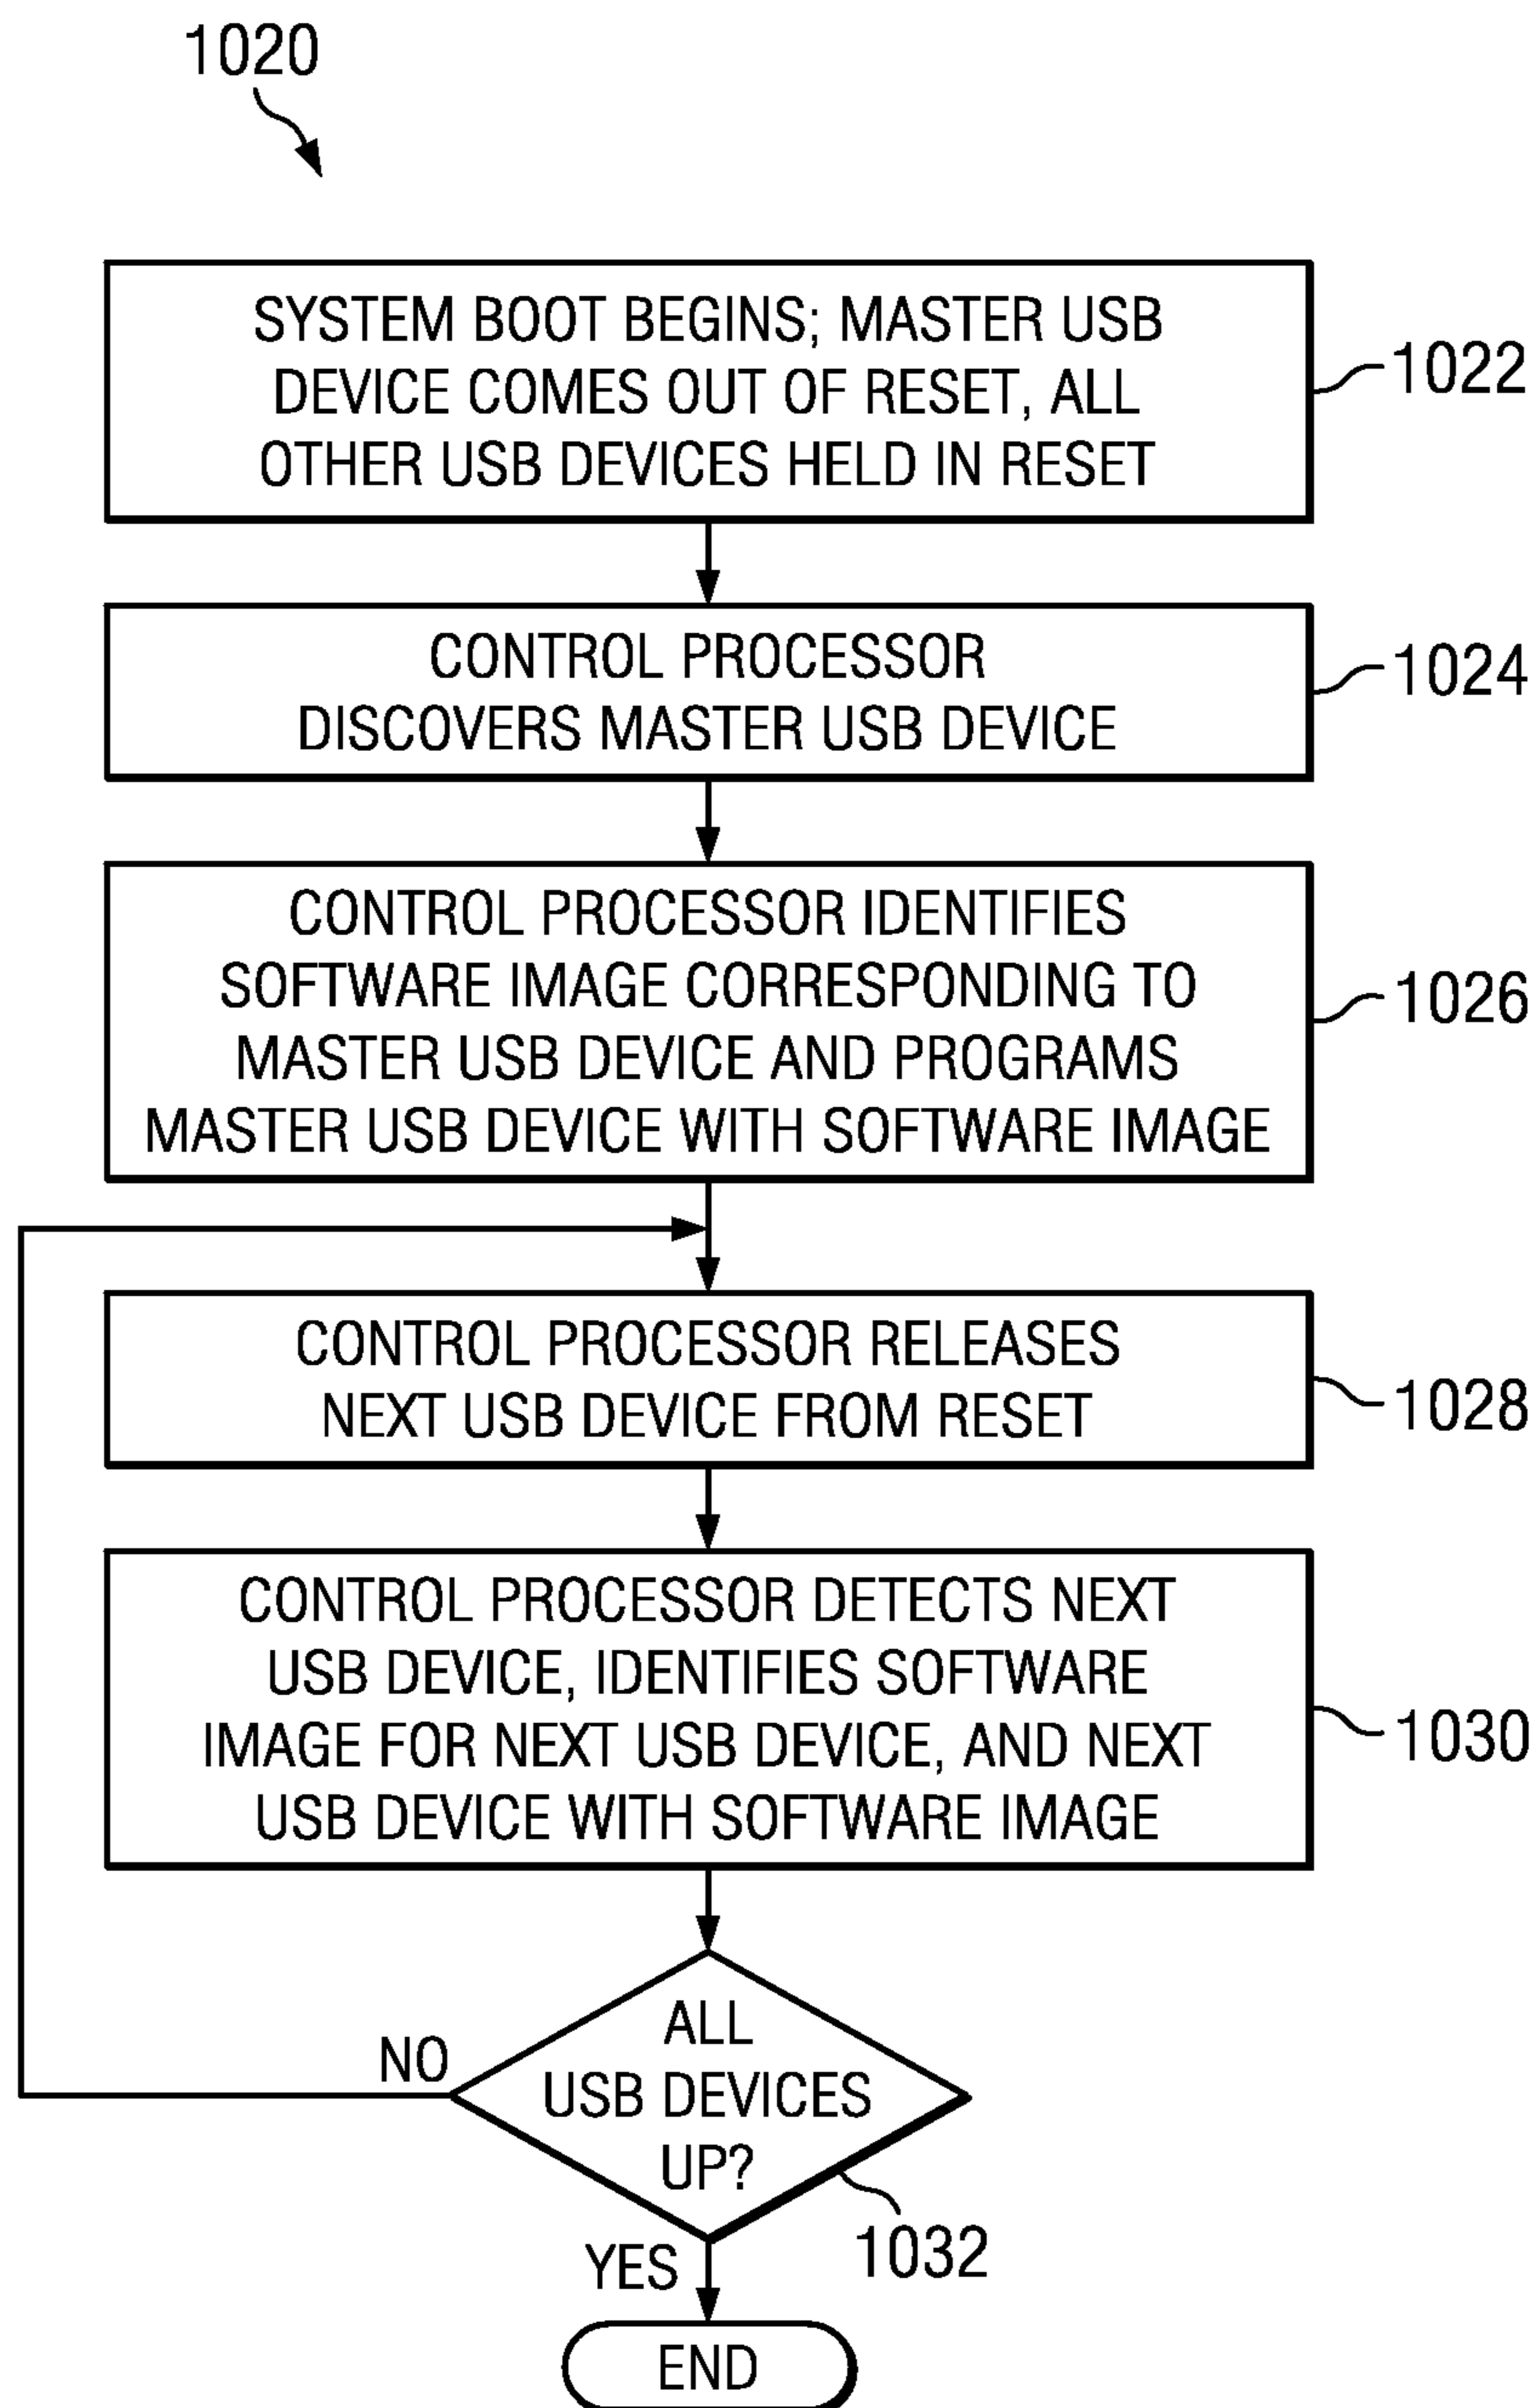 1020
SYSTEM BOOT BEGINS; MASTER USB
DEVICE COMES OUT OF RESET, ALL
OTHER USB DEVICES HELD IN RESET
1022
CONTROL PROCESSOR
DISCOVERS MASTER USB DEVICE
1024
CONTROL PROCESSOR IDENTIFIES
SOFTWARE IMAGE CORRESPONDING TO
MASTER USB DEVICE AND PROGRAMS
MASTER USB DEVICE WITH SOFTWARE IMAGE
1026
CONTROL PROCESSOR RELEASES
NEXT USB DEVICE FROM RESET
1028
CONTROL PROCESSOR DETECTS NEXT
USB DEVICE, IDENTIFIES SOFTWARE
IMAGE FOR NEXT USB DEVICE, AND NEXT
USB DEVICE WITH SOFTWARE IMAGE
1030
ALL
USB DEVICES
UP?
NO
1032
YES
END